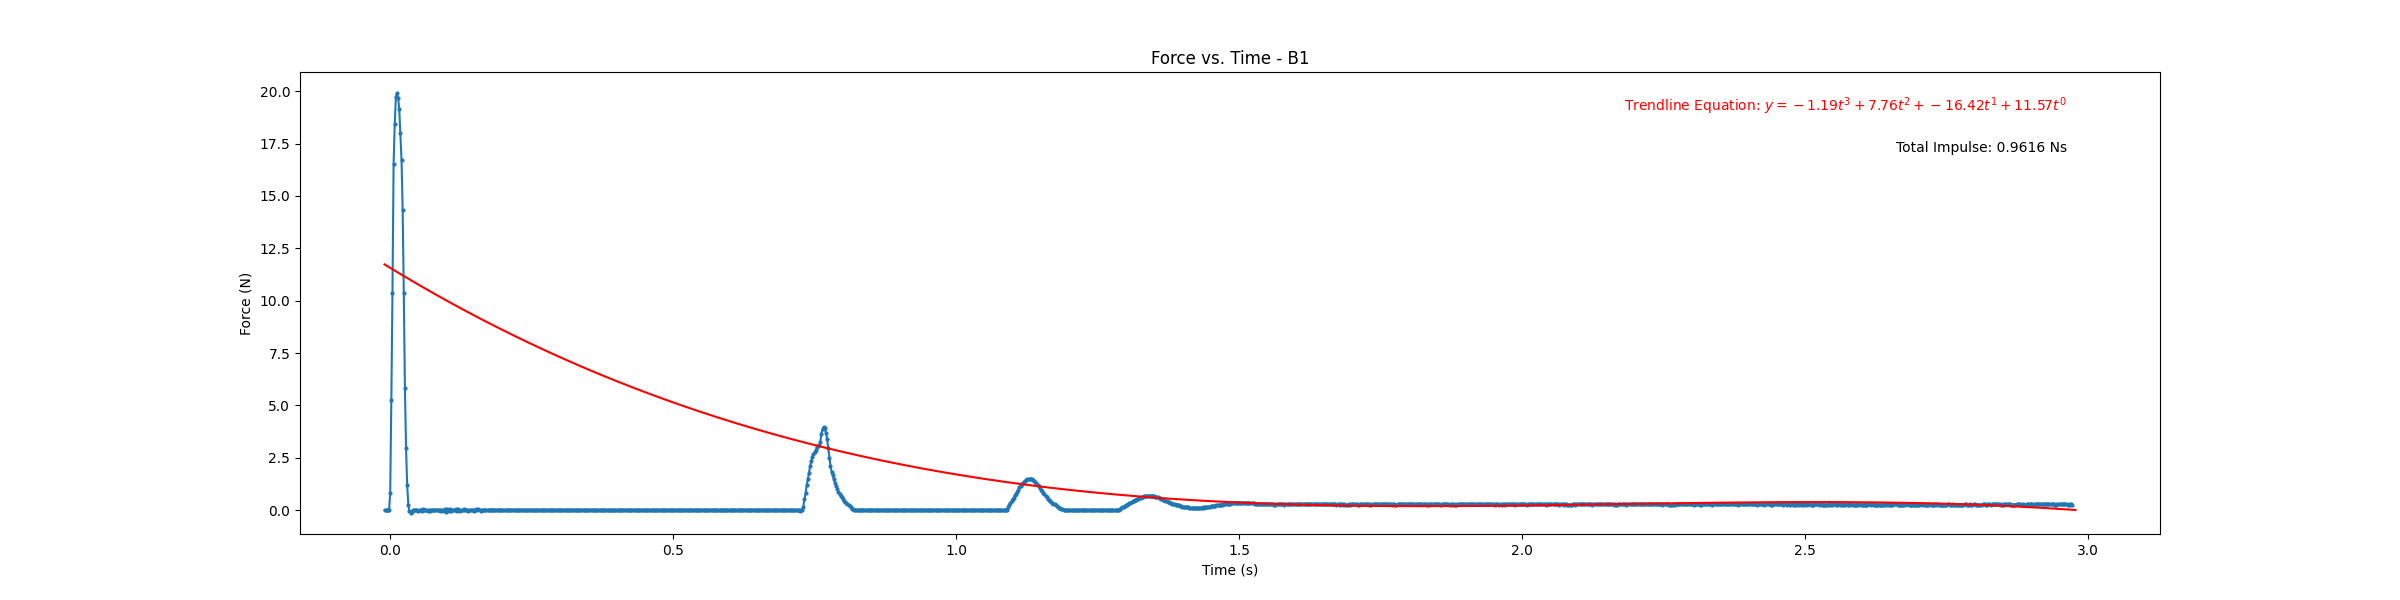 Force vs. Time - B1
20.0
17.5
15.0
12.5
10.0
7.5
5.0
2.5
0.0
Force (N)
Trendline Equation: y = −1.19t³ + 7.76t² + −16.42t¹ + 11.57t⁰
Total Impulse: 0.9616 Ns
0.0 0.5 1.0 1.5 2.0 2.5 3.0
Time (s)